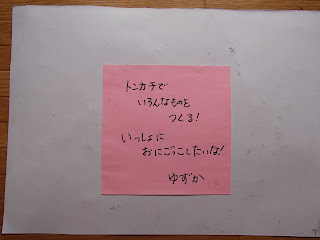 トンカチで
いろんなものを
つくる!
いっしょに
おにごっこしたいな!
ゆずか